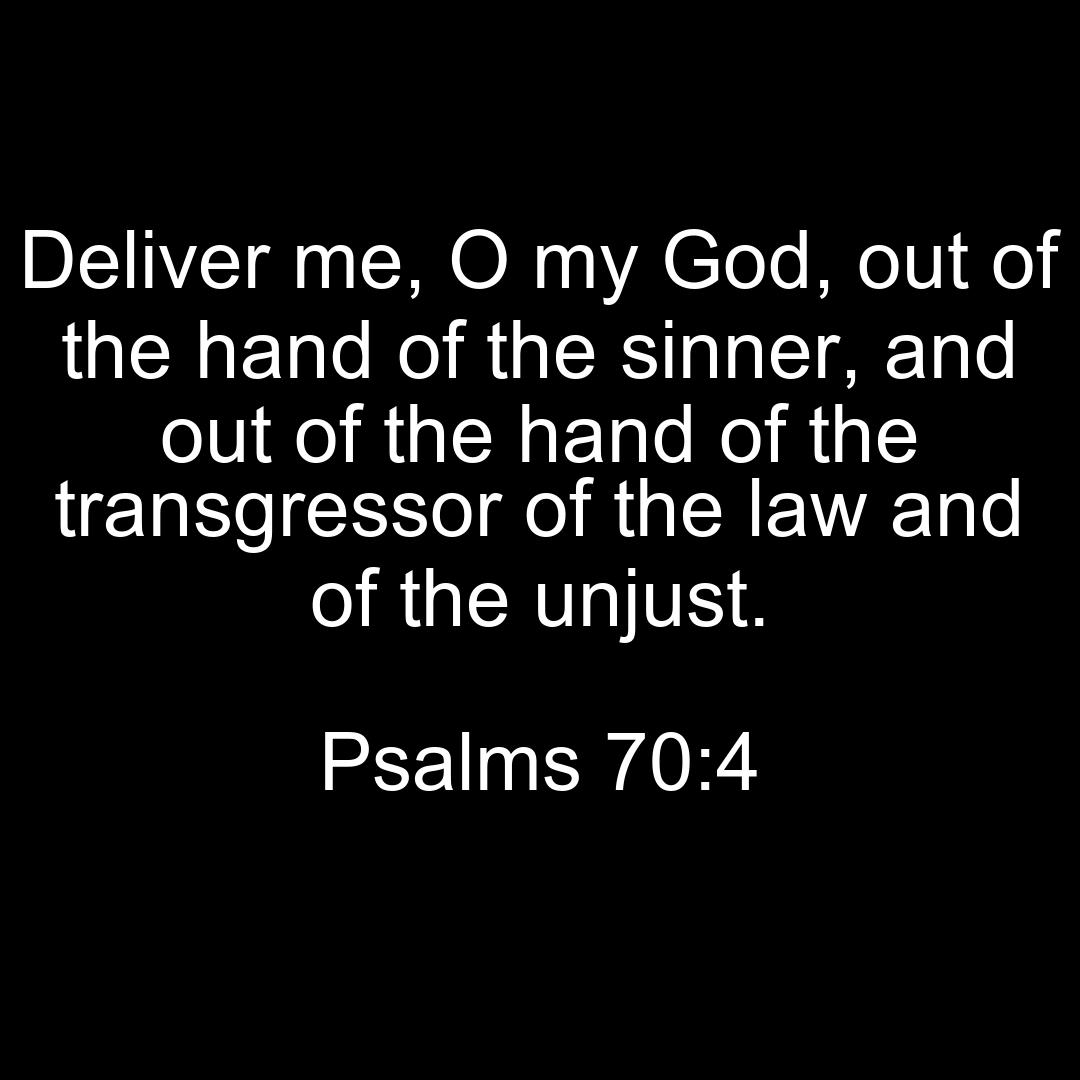 Deliver me, O my God, out of
the hand of the sinner, and
out of the hand of the
transgressor of the law and
of the unjust.
Psalms 70:4